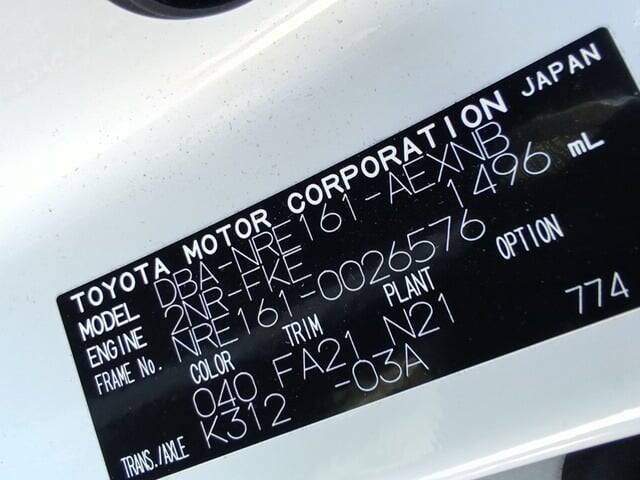 TOYOTA MOTOR CORPORATION JAPAN
MODEL DBA-NRE161-AEXNB
ENGINE 2NR-FKE 1496 mL
FRAME No. NRE161-0026576
COLOR TRIM PLANT OPTION
040 FA21 N21 774
TRANS./AXLE K312 -03A